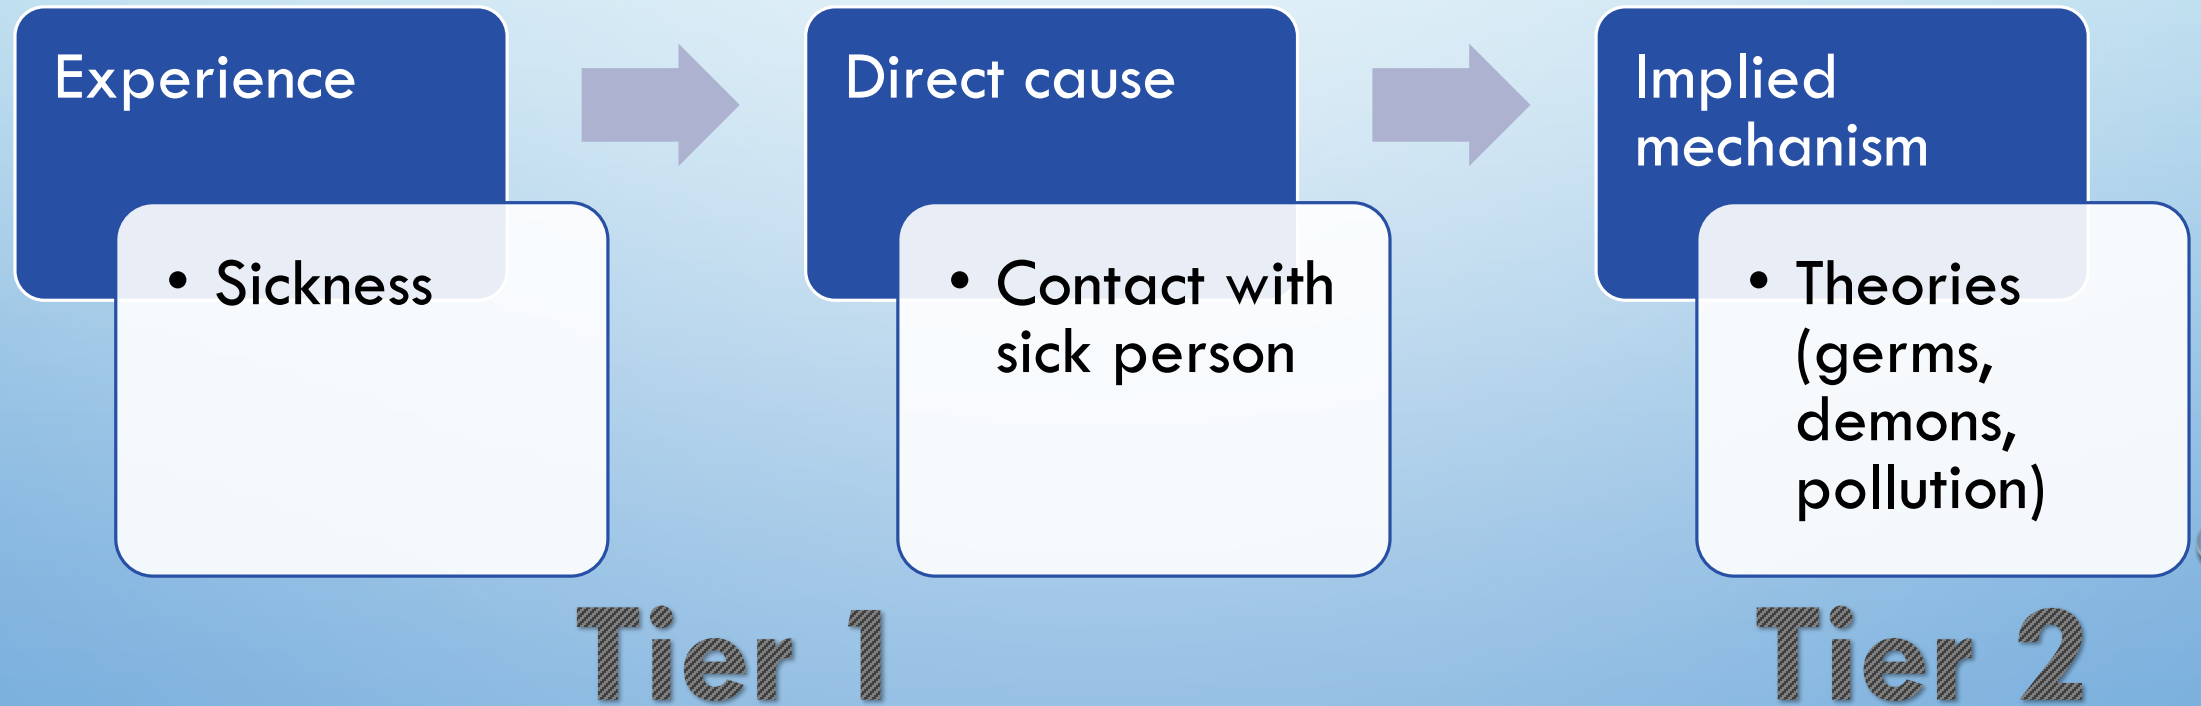 Experience
• Sickness
Direct cause
• Contact with
sick person
Implied
mechanism
• Theories
(germs,
demons,
pollution)
Tier 1
Tier 2